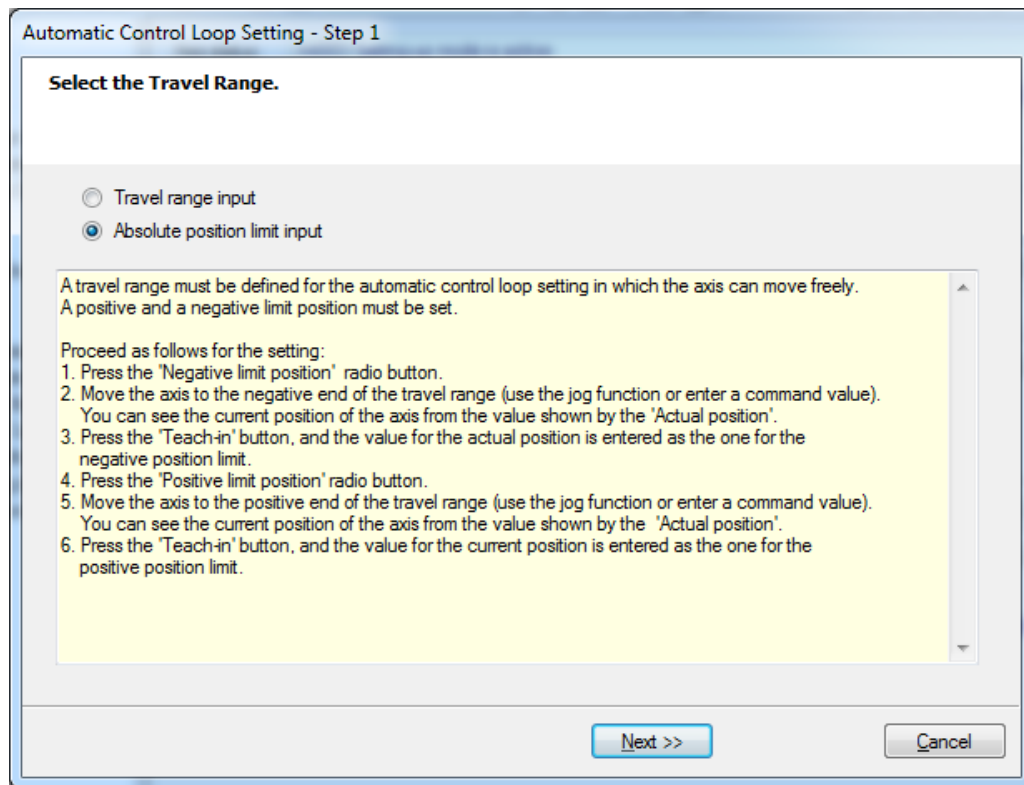 Automatic Control Loop Setting - Step 1
Select the Travel Range.
Travel range input
Absolute position limit input
A travel range must be defined for the automatic control loop setting in which the axis can move freely.
A positive and a negative limit position must be set.
Proceed as follows for the setting:
1. Press the 'Negative limit position' radio button.
2. Move the axis to the negative end of the travel range (use the jog function or enter a command value).
You can see the current position of the axis from the value shown by the 'Actual position'.
3. Press the 'Teach-in' button, and the value for the actual position is entered as the one for the
negative position limit.
4. Press the 'Positive limit position' radio button.
5. Move the axis to the positive end of the travel range (use the jog function or enter a command value).
You can see the current position of the axis from the value shown by the  'Actual position'.
6. Press the 'Teach-in' button, and the value for the current position is entered as the one for the
positive position limit.
Next >>
Cancel